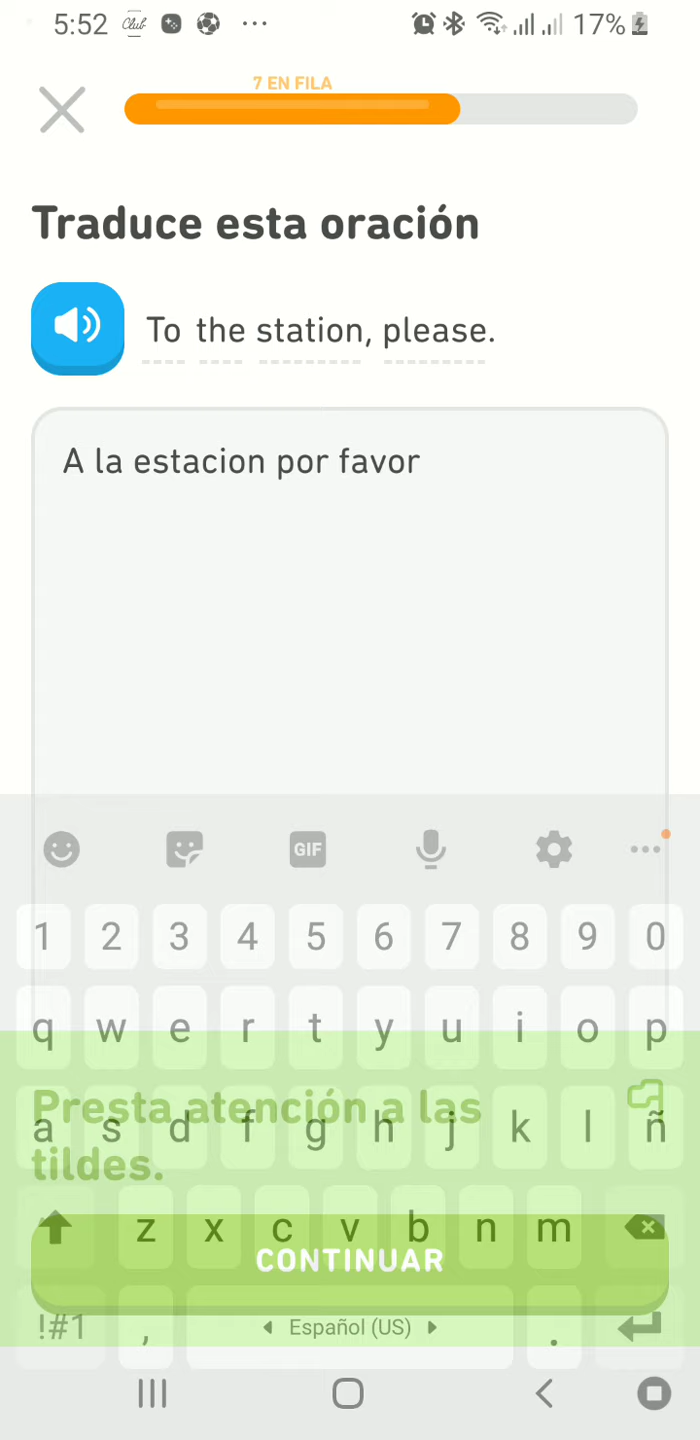 5:52 Club ... 17%
7 EN FILA
Traduce esta oración
To the station, please.
A la estacion por favor
GIF
1 2 3 4 5 6 7 8 9 0
q w e r t y u i o p
Presta atención a las
a s d f g h j k l ñ
tildes.
z x c v b n m
CONTINUAR
!#1 , Español (US) .